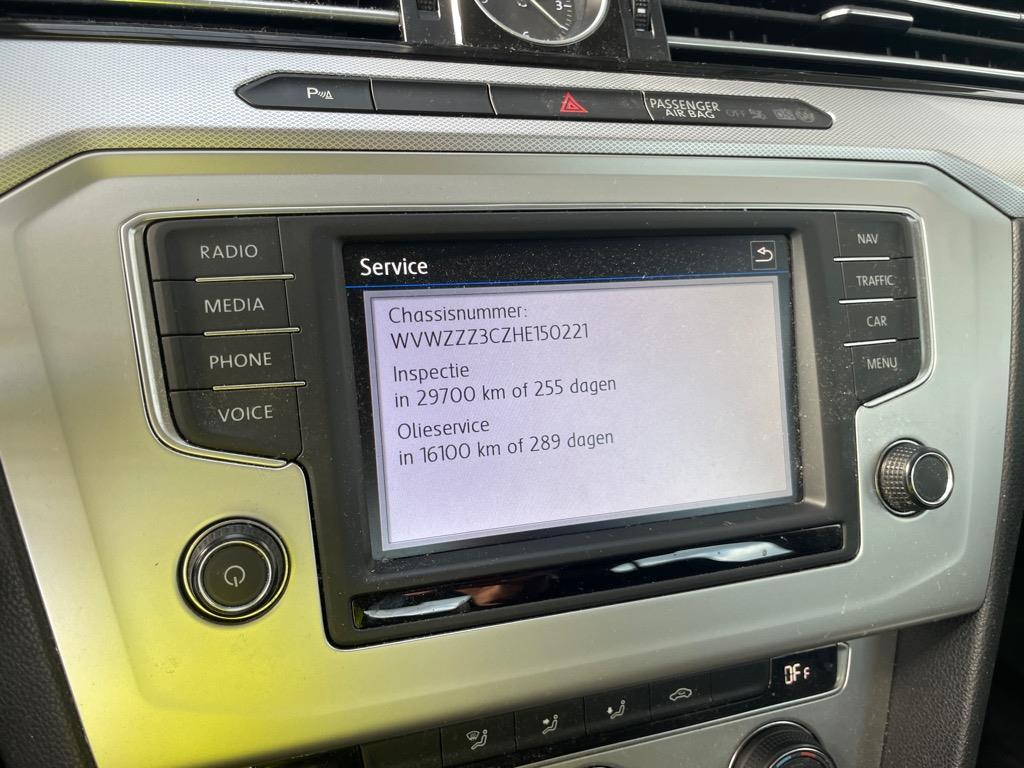 P
PASSENGER
AIR BAG OFF
RADIO
MEDIA
PHONE
VOICE
NAV
TRAFFIC
CAR
MENU
Service
Chassisnummer:
WVWZZZ3CZHE150221
Inspectie
in 29700 km of 255 dagen
Olieservice
in 16100 km of 289 dagen
OFF